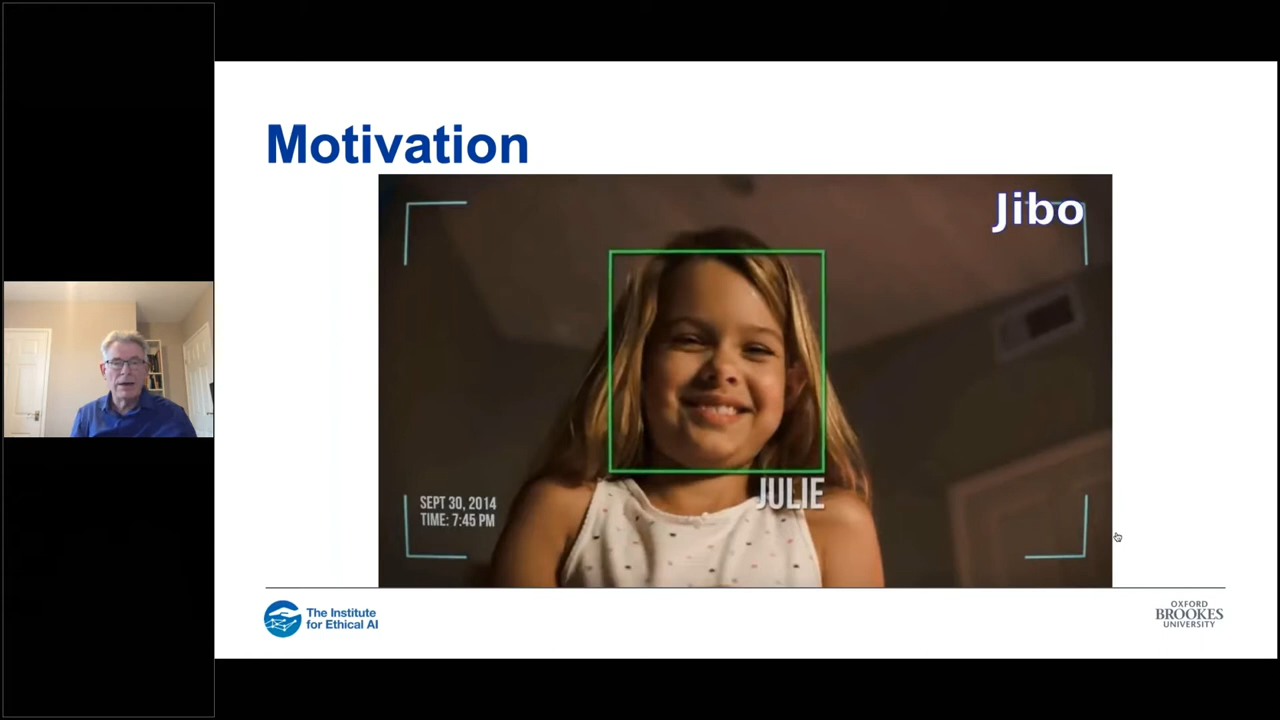 Motivation
Jibo
SEPT 30, 2014
TIME: 7:45 PM
JULIE
The Institute
for Ethical AI
OXFORD
BROOKES
UNIVERSITY